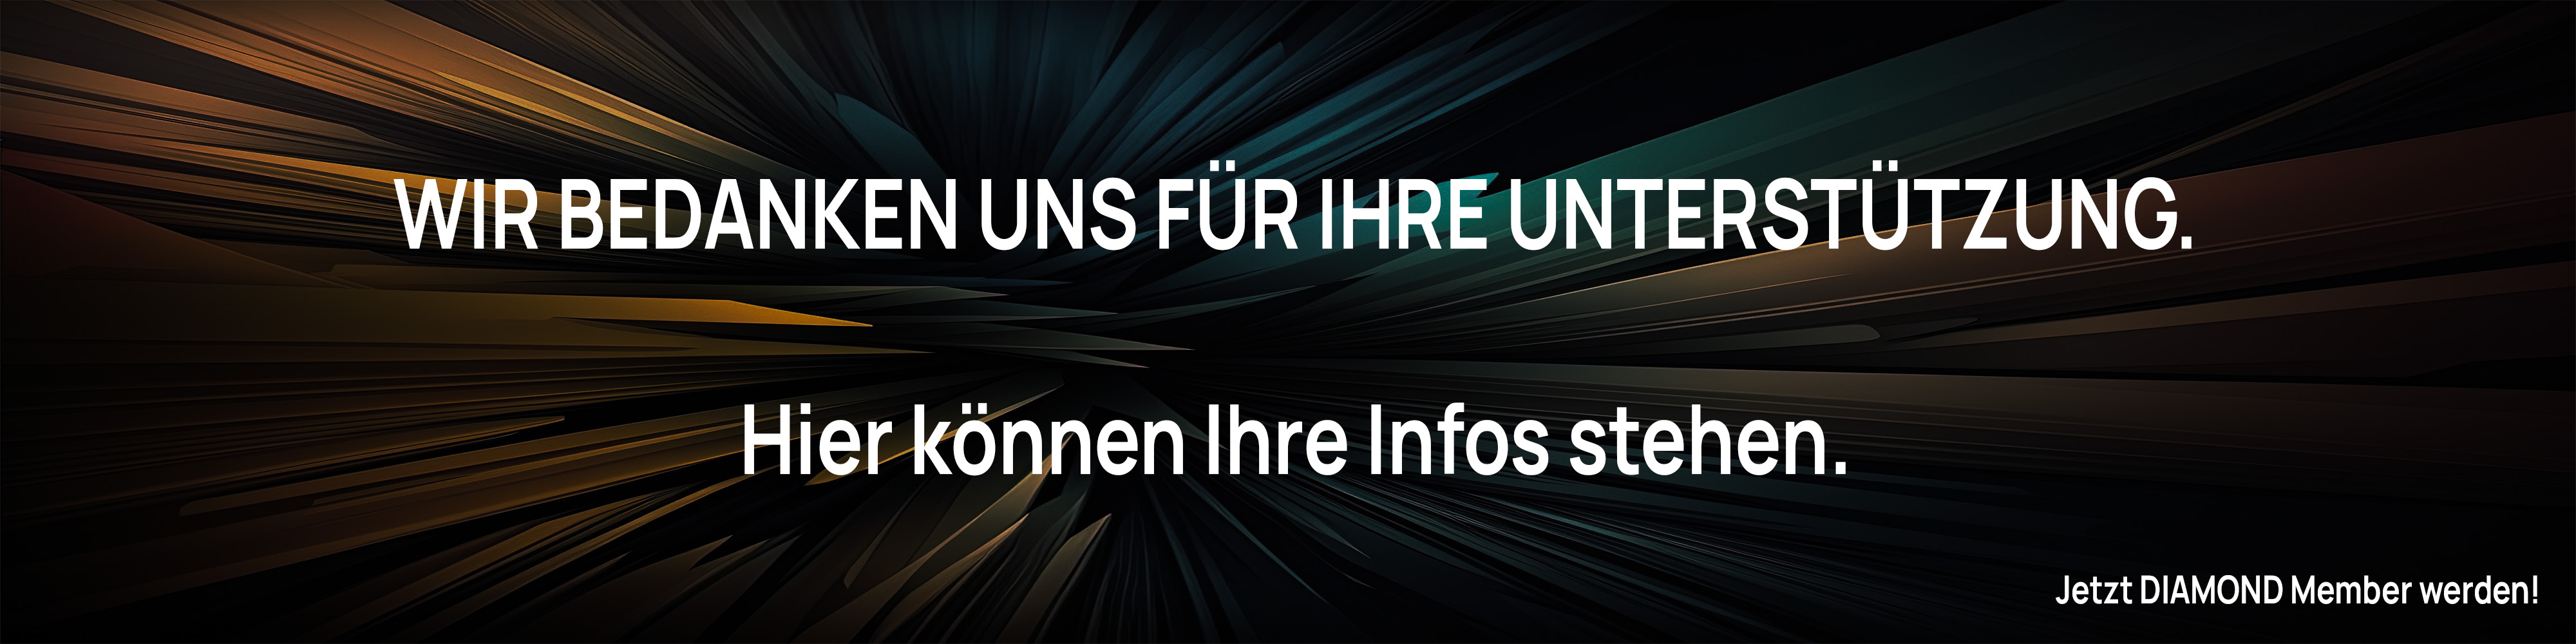 WIR BEDANKEN UNS FÜR IHRE UNTERSTÜTZUNG.
Hier können Ihre Infos stehen.
Jetzt DIAMOND Member werden!